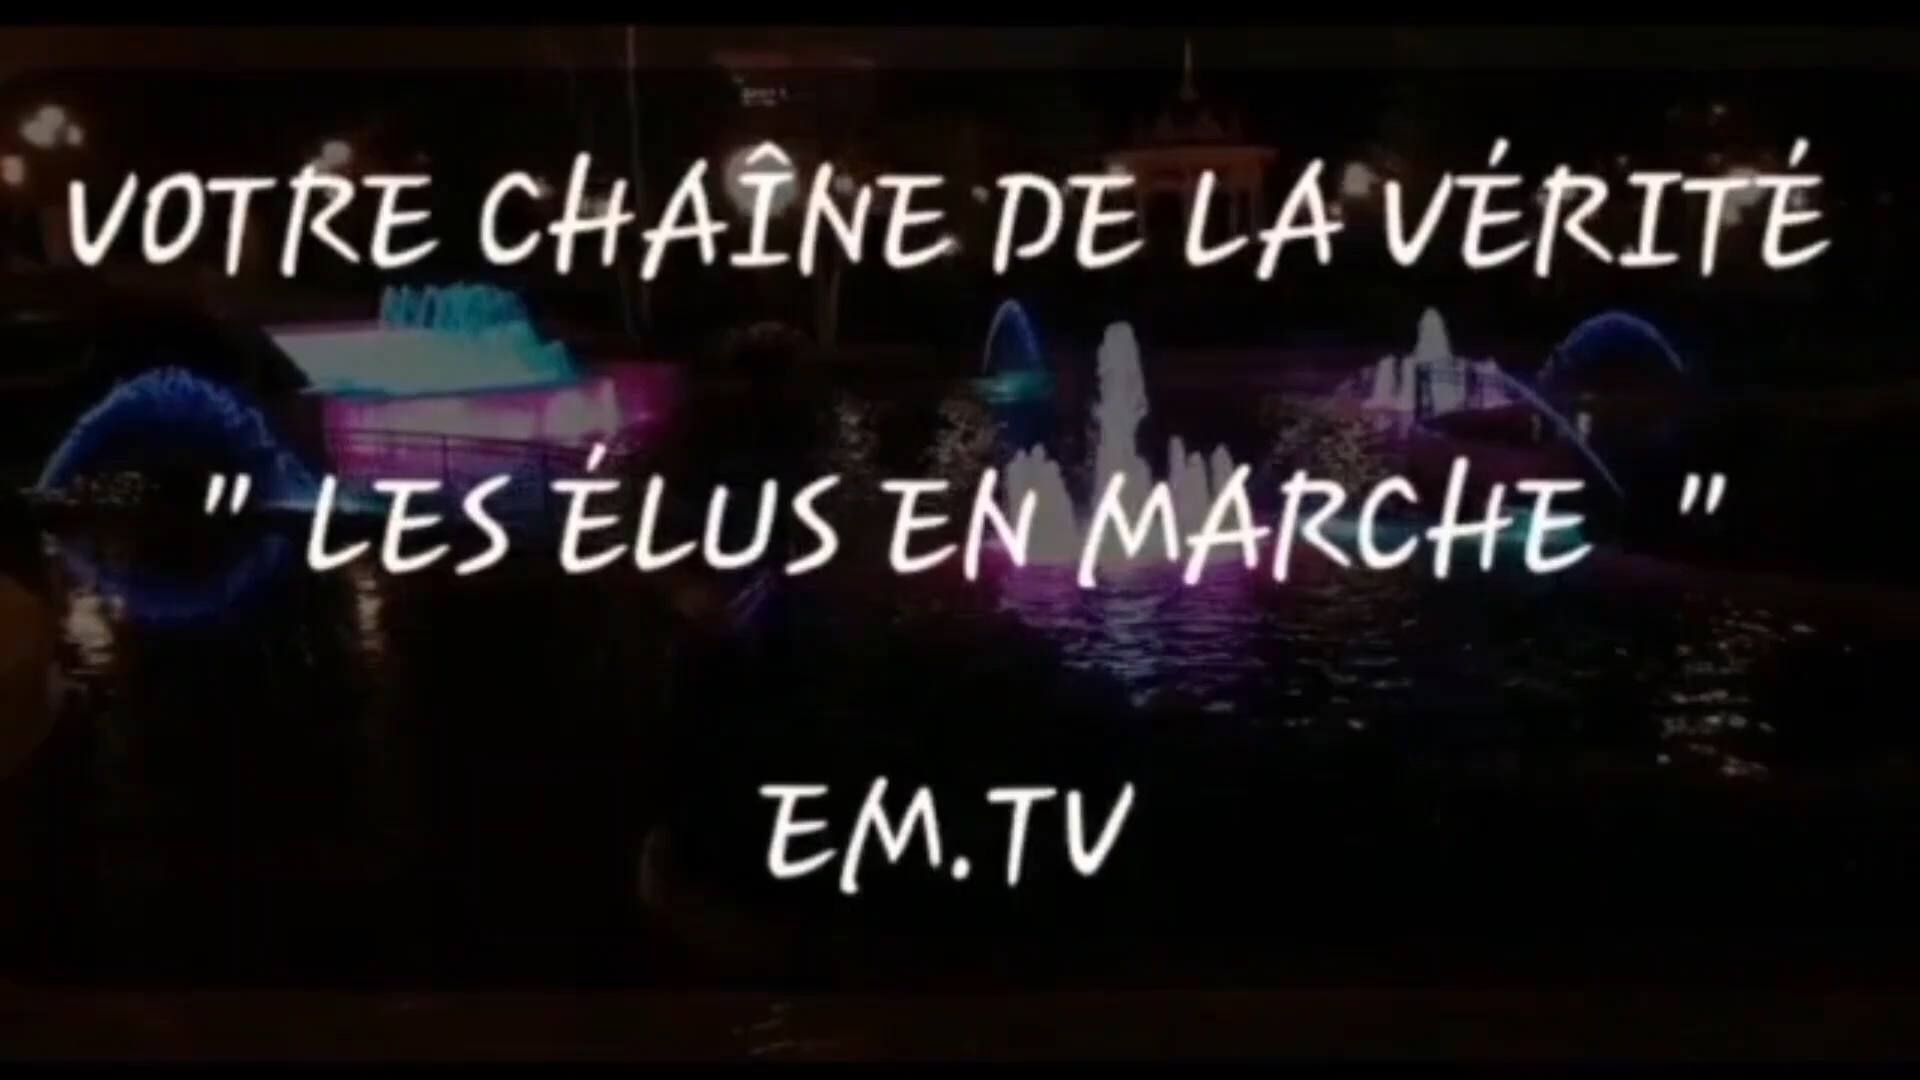 VOTRE CHAÎNE DE LA VÉRITÉ
" LES ÉLUS EN MARCHE "
EM.TV